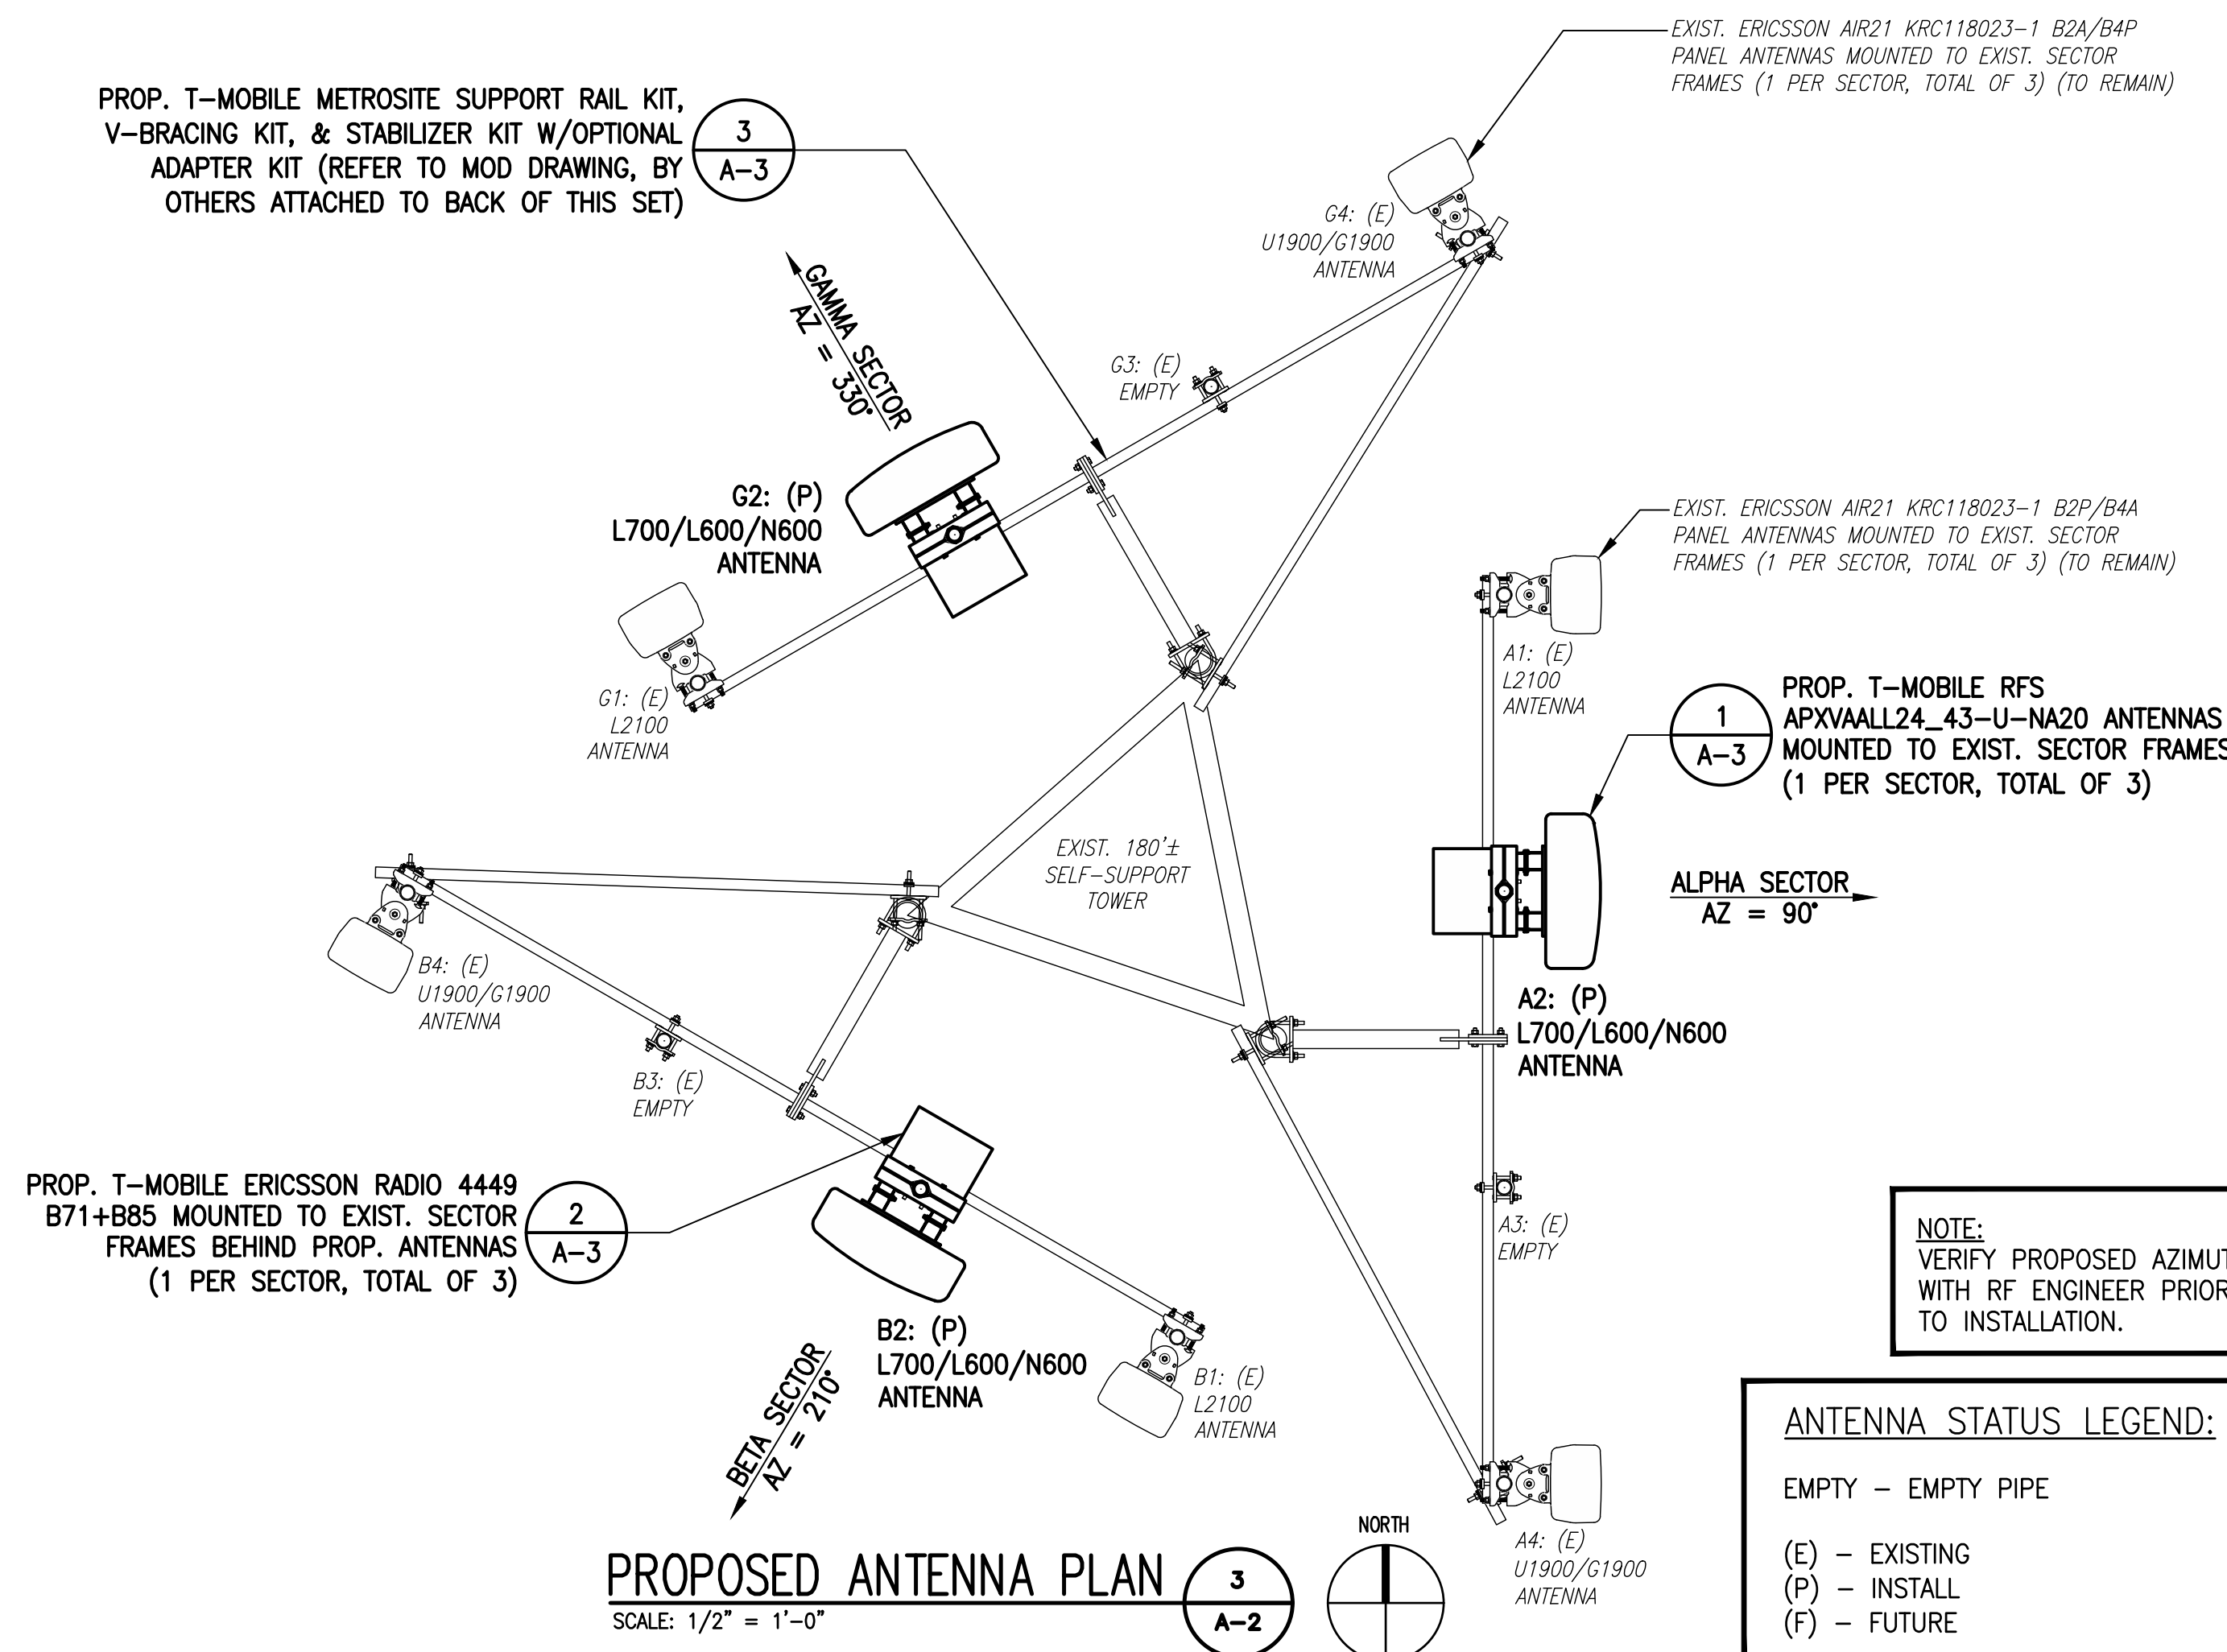 EXIST. ERICSSON AIR21 KRC118023-1 B2A/B4P
PANEL ANTENNAS MOUNTED TO EXIST. SECTOR
FRAMES (1 PER SECTOR, TOTAL OF 3) (TO REMAIN)
PROP. T-MOBILE METROSITE SUPPORT RAIL KIT,
V-BRACING KIT, & STABILIZER KIT W/OPTIONAL
ADAPTER KIT (REFER TO MOD DRAWING, BY
OTHERS ATTACHED TO BACK OF THIS SET)
3
A-3
G4: (E)
U1900/G1900
ANTENNA
GAMMA SECTOR
AZ = 330°
G3: (E)
EMPTY
G2: (P)
L700/L600/N600
ANTENNA
EXIST. ERICSSON AIR21 KRC118023-1 B2P/B4A
PANEL ANTENNAS MOUNTED TO EXIST. SECTOR
FRAMES (1 PER SECTOR, TOTAL OF 3) (TO REMAIN)
G1: (E)
L2100
ANTENNA
A1: (E)
L2100
ANTENNA
1
A-3
PROP. T-MOBILE RFS
APXVAALL24_43-U-NA20 ANTENNAS
MOUNTED TO EXIST. SECTOR FRAMES
(1 PER SECTOR, TOTAL OF 3)
EXIST. 180'±
SELF-SUPPORT
TOWER
ALPHA SECTOR
AZ = 90°
B4: (E)
U1900/G1900
ANTENNA
A2: (P)
L700/L600/N600
ANTENNA
B3: (E)
EMPTY
PROP. T-MOBILE ERICSSON RADIO 4449
B71+B85 MOUNTED TO EXIST. SECTOR
FRAMES BEHIND PROP. ANTENNAS
(1 PER SECTOR, TOTAL OF 3)
2
A-3
A3: (E)
EMPTY
NOTE:
VERIFY PROPOSED AZIMUT
WITH RF ENGINEER PRIOR
TO INSTALLATION.
B2: (P)
L700/L600/N600
ANTENNA
B1: (E)
L2100
ANTENNA
BETA SECTOR
AZ = 210°
ANTENNA STATUS LEGEND:
EMPTY - EMPTY PIPE
(E) - EXISTING
(P) - INSTALL
(F) - FUTURE
A4: (E)
U1900/G1900
ANTENNA
PROPOSED ANTENNA PLAN
SCALE: 1/2" = 1'-0"
3
A-2
NORTH